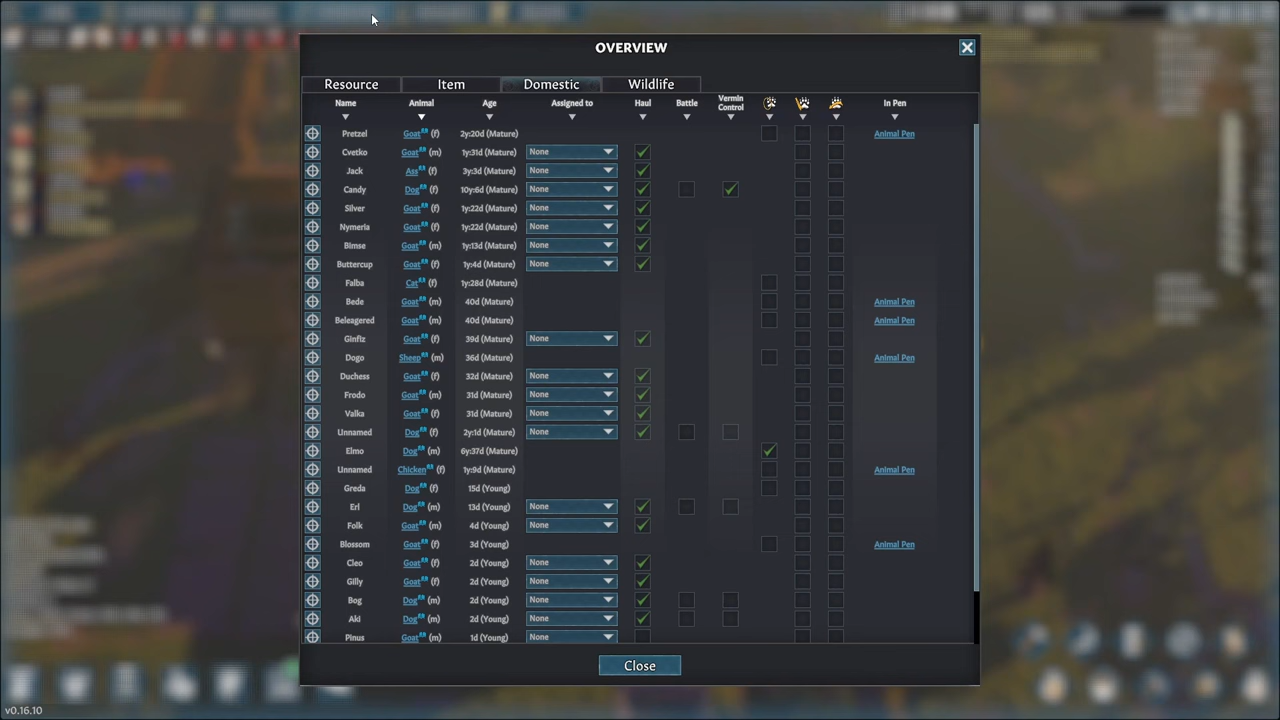 OVERVIEW
Resource Item Domestic Wildlife
Name Animal Age Assigned to Haul Battle Vermin Control In Pen
Pretzel Goat (f) 2y:20d (Mature) Animal Pen
Cvetko Goat (m) 1y:31d (Mature) None
Jack Ass (f) 3y:3d (Mature) None
Candy Dog (f) 10y:6d (Mature) None
Silver Goat (f) 1y:22d (Mature) None
Nymeria Goat (f) 1y:22d (Mature) None
Bimse Goat (m) 1y:13d (Mature) None
Buttercup Goat (f) 1y:4d (Mature) None
Falba Cat (f) 1y:28d (Mature)
Bede Goat (m) 40d (Mature) Animal Pen
Beleagered Goat (m) 40d (Mature) Animal Pen
Ginfiz Goat (f) 39d (Mature) None
Dogo Sheep (m) 36d (Mature) Animal Pen
Duchess Goat (f) 32d (Mature) None
Frodo Goat (m) 31d (Mature) None
Valka Goat (f) 31d (Mature) None
Unnamed Dog (f) 2y:1d (Mature) None
Elmo Dog (m) 6y:37d (Mature)
Unnamed Chicken (f) 1y:9d (Mature) Animal Pen
Greda Dog (f) 15d (Young)
Erl Dog (m) 13d (Young) None
Folk Goat (m) 4d (Young) None
Blossom Goat (f) 3d (Young) Animal Pen
Cleo Goat (f) 2d (Young) None
Gilly Goat (f) 2d (Young) None
Bog Dog (m) 2d (Young) None
Aki Dog (m) 2d (Young) None
Pinus Goat (m) 1d (Young) None
Close
v0.16.10